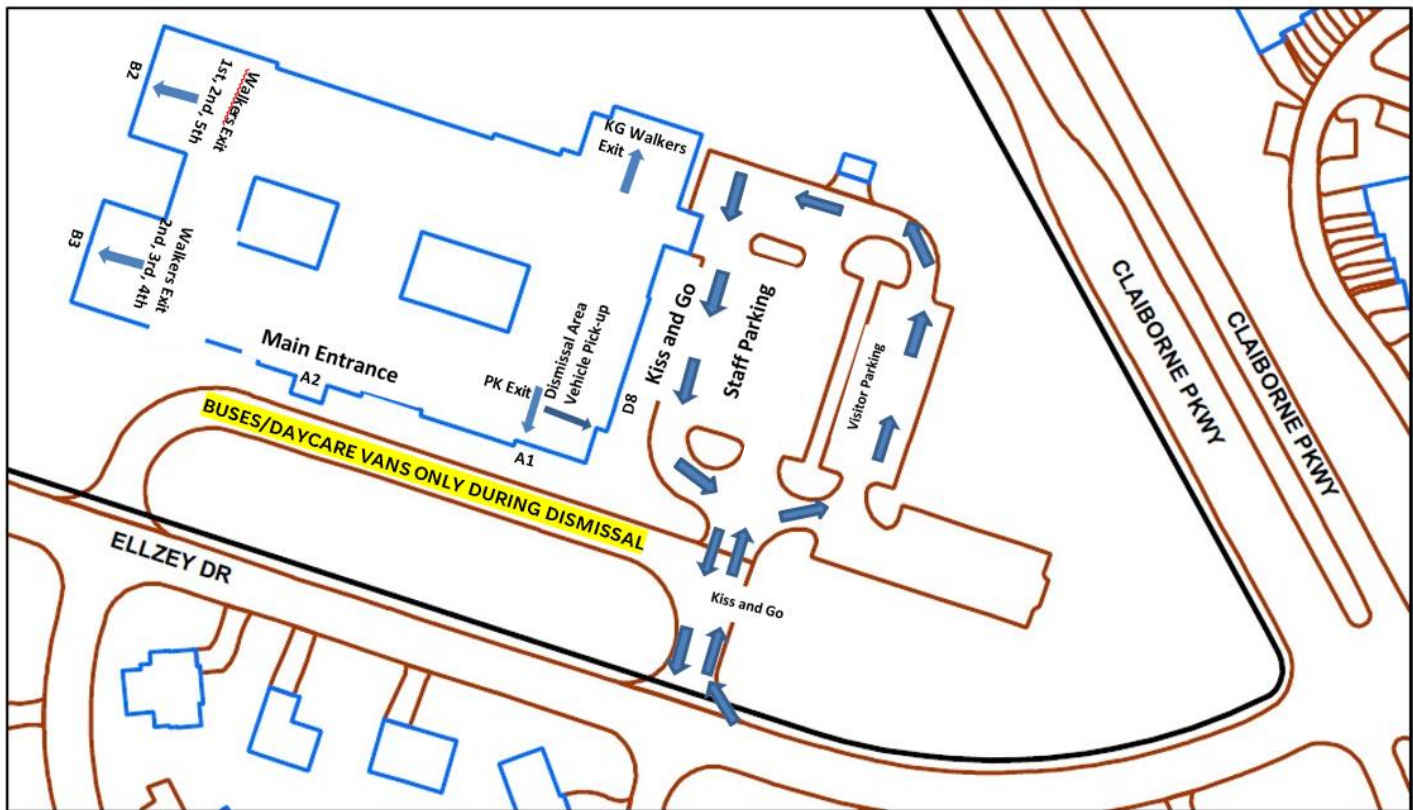 B2
Walkers Exit
1st, 2nd, 5th
KG Walkers
Exit
B3
Walkers Exit
2nd, 3rd, 4th
Main Entrance
A2
PK Exit
Dismissal Area
Vehicle Pick-up
D8
A1
Kiss and Go
Staff Parking
Visitor Parking
CLAIBORNE PKWY
CLAIBORNE PKWY
BUSES/DAYCARE VANS ONLY DURING DISMISSAL
ELLZEY DR
Kiss and Go